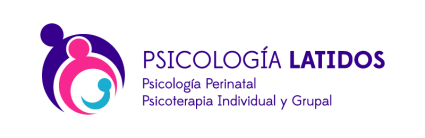 PSICOLOGÍA LATIDOS
Psicología Perinatal
Psicoterapia Individual y Grupal